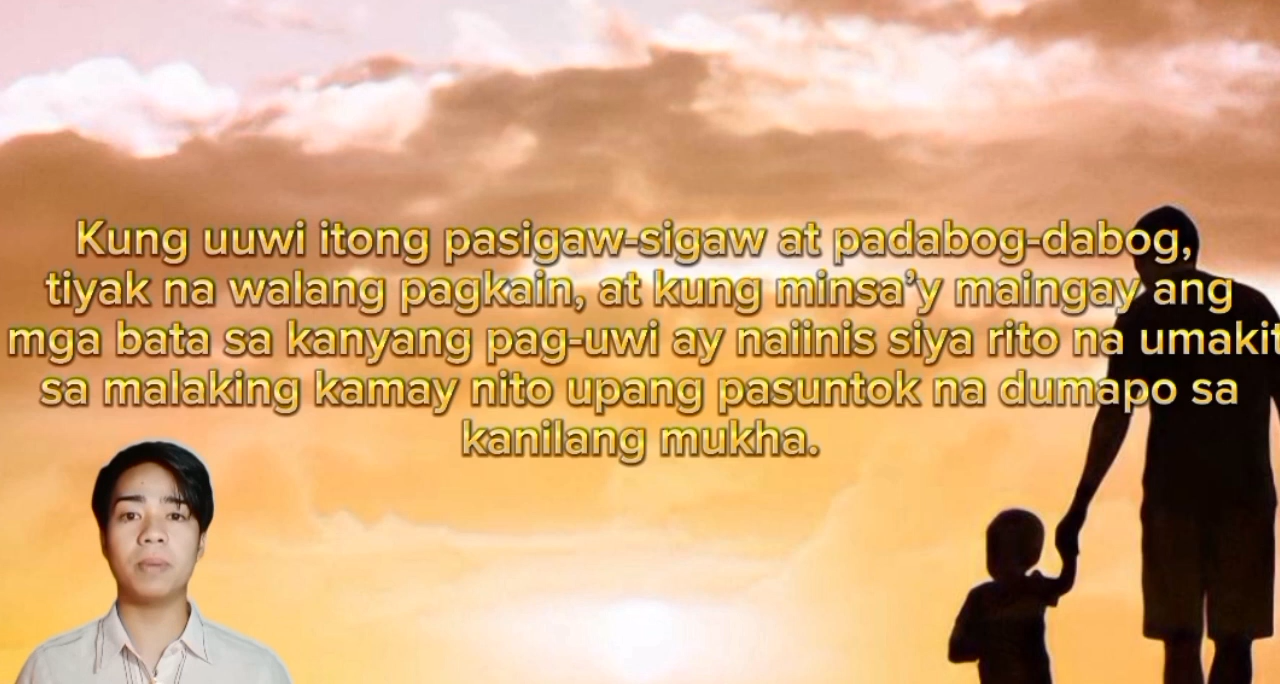 Kung uuwi itong pasigaw-sigaw at padabog-dabog,
tiyak na walang pagkain, at kung minsa’y maingay ang
mga bata sa kanyang pag-uwi ay naiinis siya rito na umakit
sa malaking kamay nito upang pasuntok na dumapo sa
kanilang mukha.